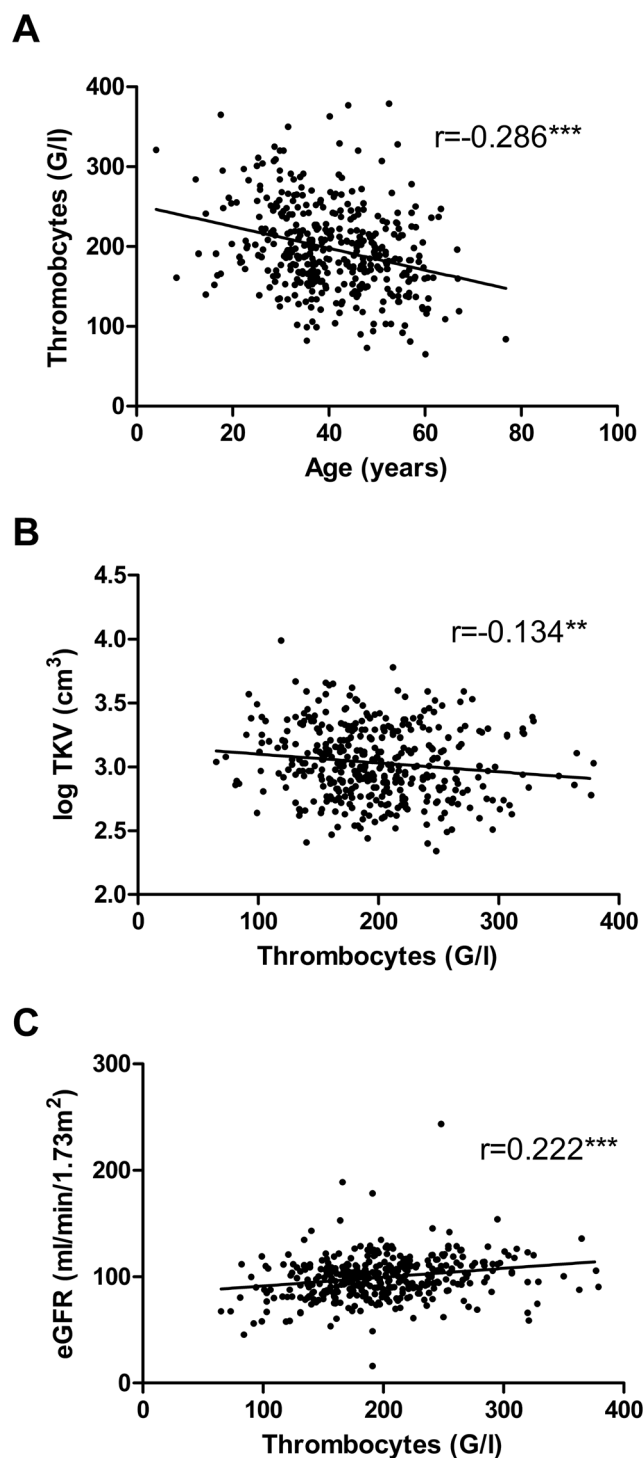 A
400
300
200
100
0
Thromobcytes (G/l)
r=-0.286***
0 20 40 60 80 100
Age (years)
B
4.5
4.0
3.5
3.0
2.5
2.0
log TKV (cm³)
r=-0.134**
0 100 200 300 400
Thrombocytes (G/l)
C
300
200
100
0
eGFR (ml/min/1.73m²)
r=0.222***
0 100 200 300 400
Thrombocytes (G/l)